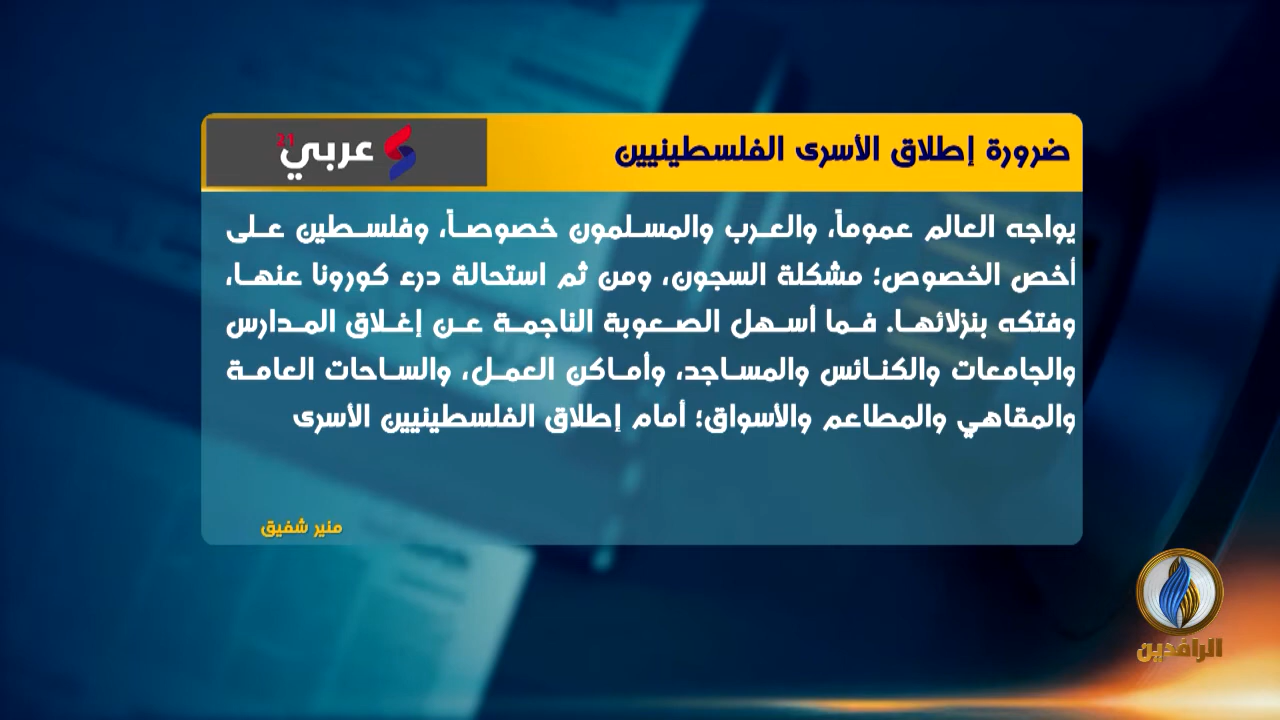 ضرورة إطلاق الأسرى الفلسطينيين
عربي 21
يواجه العالم عموماً، والعرب والمسلمون خصوصاً، وفلسطين على
أخص الخصوص؛ مشكلة السجون، ومن ثم استحالة درء كورونا عنها،
وفتكه بنزلائها. فما أسهل الصعوبة الناجمة عن إغلاق المدارس
والجامعات والكنائس والمساجد، وأماكن العمل، والساحات العامة
والمقاهي والمطاعم والأسواق؛ أمام إطلاق الفلسطينيين الأسرى
منير شفيق
الرافدين